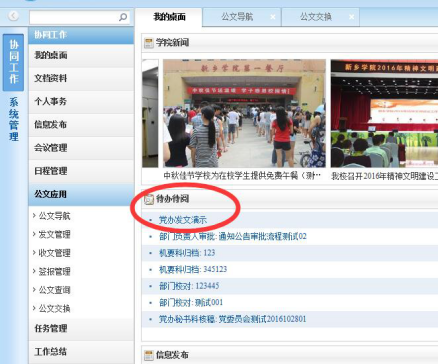 协同工作
系统管理
协同工作
我的桌面
文档资料
个人事务
信息发布
会议管理
日程管理
公文应用
公文导航
发文管理
收文管理
签报管理
公文查询
公文交换
任务管理
工作总结
我的桌面
公文导航
公文交换
学院新闻
新乡学院第一餐厅
新乡学院2016年精神文明建设
中秋佳节学校为在校学生提供免费午餐（测…
我校召开2016年精神文明建设工
待办待阅
党办发文演示
部门负责人审批: 通知公告审批流程测试02
机要科归档: 123
机要科归档: 345123
部门核对: 123445
部门核对: 测试001
党办秘书科核稿: 党委员会测试2016102801
信息发布